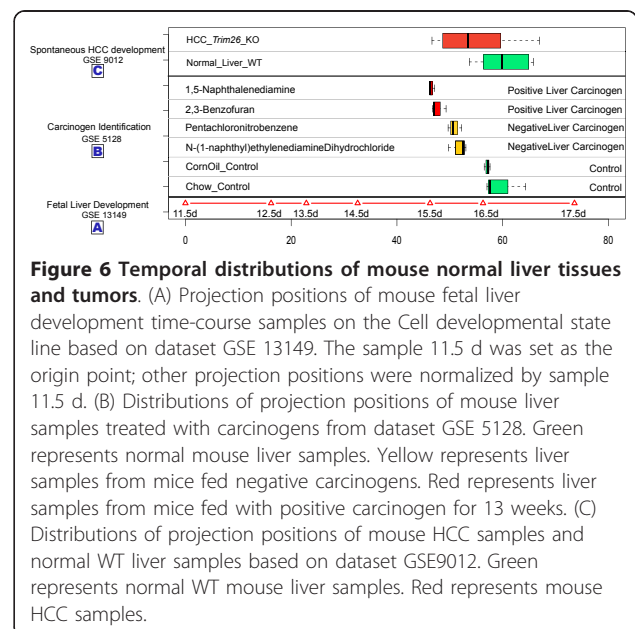 Spontaneous HCC development
GSE 9012
C
HCC_Trim26_KO
Normal_Liver_WT
Carcinogen Identification
GSE 5128
B
1,5-Naphthalenediamine
Positive Liver Carcinogen
2,3-Benzofuran
Positive Liver Carcinogen
Pentachloronitrobenzene
NegativeLiver Carcinogen
N-(1-naphthyl)ethylenediamineDihydrochloride
NegativeLiver Carcinogen
CornOil_Control
Control
Chow_Control
Control
Fetal Liver Development
GSE 13149
A
11.5d 12.5d 13.5d 14.5d 15.5d 16.5d 17.5d
0 20 40 60 80
Figure 6 Temporal distributions of mouse normal liver tissues
and tumors. (A) Projection positions of mouse fetal liver
development time-course samples on the Cell developmental state
line based on dataset GSE 13149. The sample 11.5 d was set as the
origin point; other projection positions were normalized by sample
11.5 d. (B) Distributions of projection positions of mouse liver
samples treated with carcinogens from dataset GSE 5128. Green
represents normal mouse liver samples. Yellow represents liver
samples from mice fed negative carcinogens. Red represents liver
samples from mice fed with positive carcinogen for 13 weeks. (C)
Distributions of projection positions of mouse HCC samples and
normal WT liver samples based on dataset GSE9012. Green
represents normal WT mouse liver samples. Red represents mouse
HCC samples.